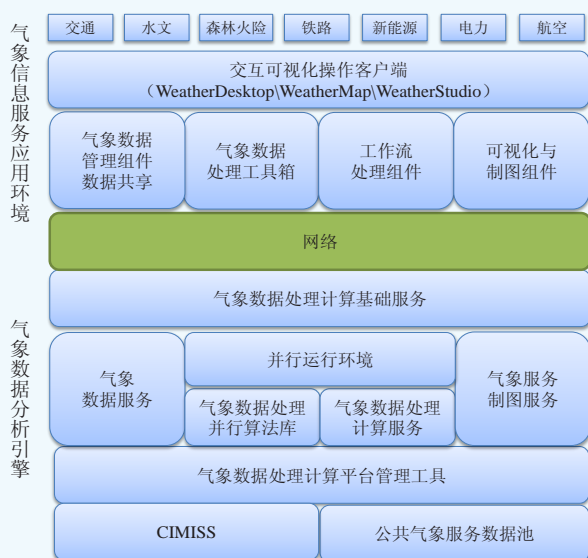 交通 水文 森林火险 铁路 新能源 电力 航空
气象信息服务应用环境
交互可视化操作客户端
（WeatherDesktop\WeatherMap\WeatherStudio）
气象数据
管理组件
数据共享
气象数据
处理工具箱
工作流
处理组件
可视化与
制图组件
网络
气象数据分析引擎
气象数据处理计算基础服务
气象
数据服务
并行运行环境
气象数据处理
并行算法库
气象数据处理
计算服务
气象服务
制图服务
气象数据处理计算平台管理工具
CIMISS
公共气象服务数据池